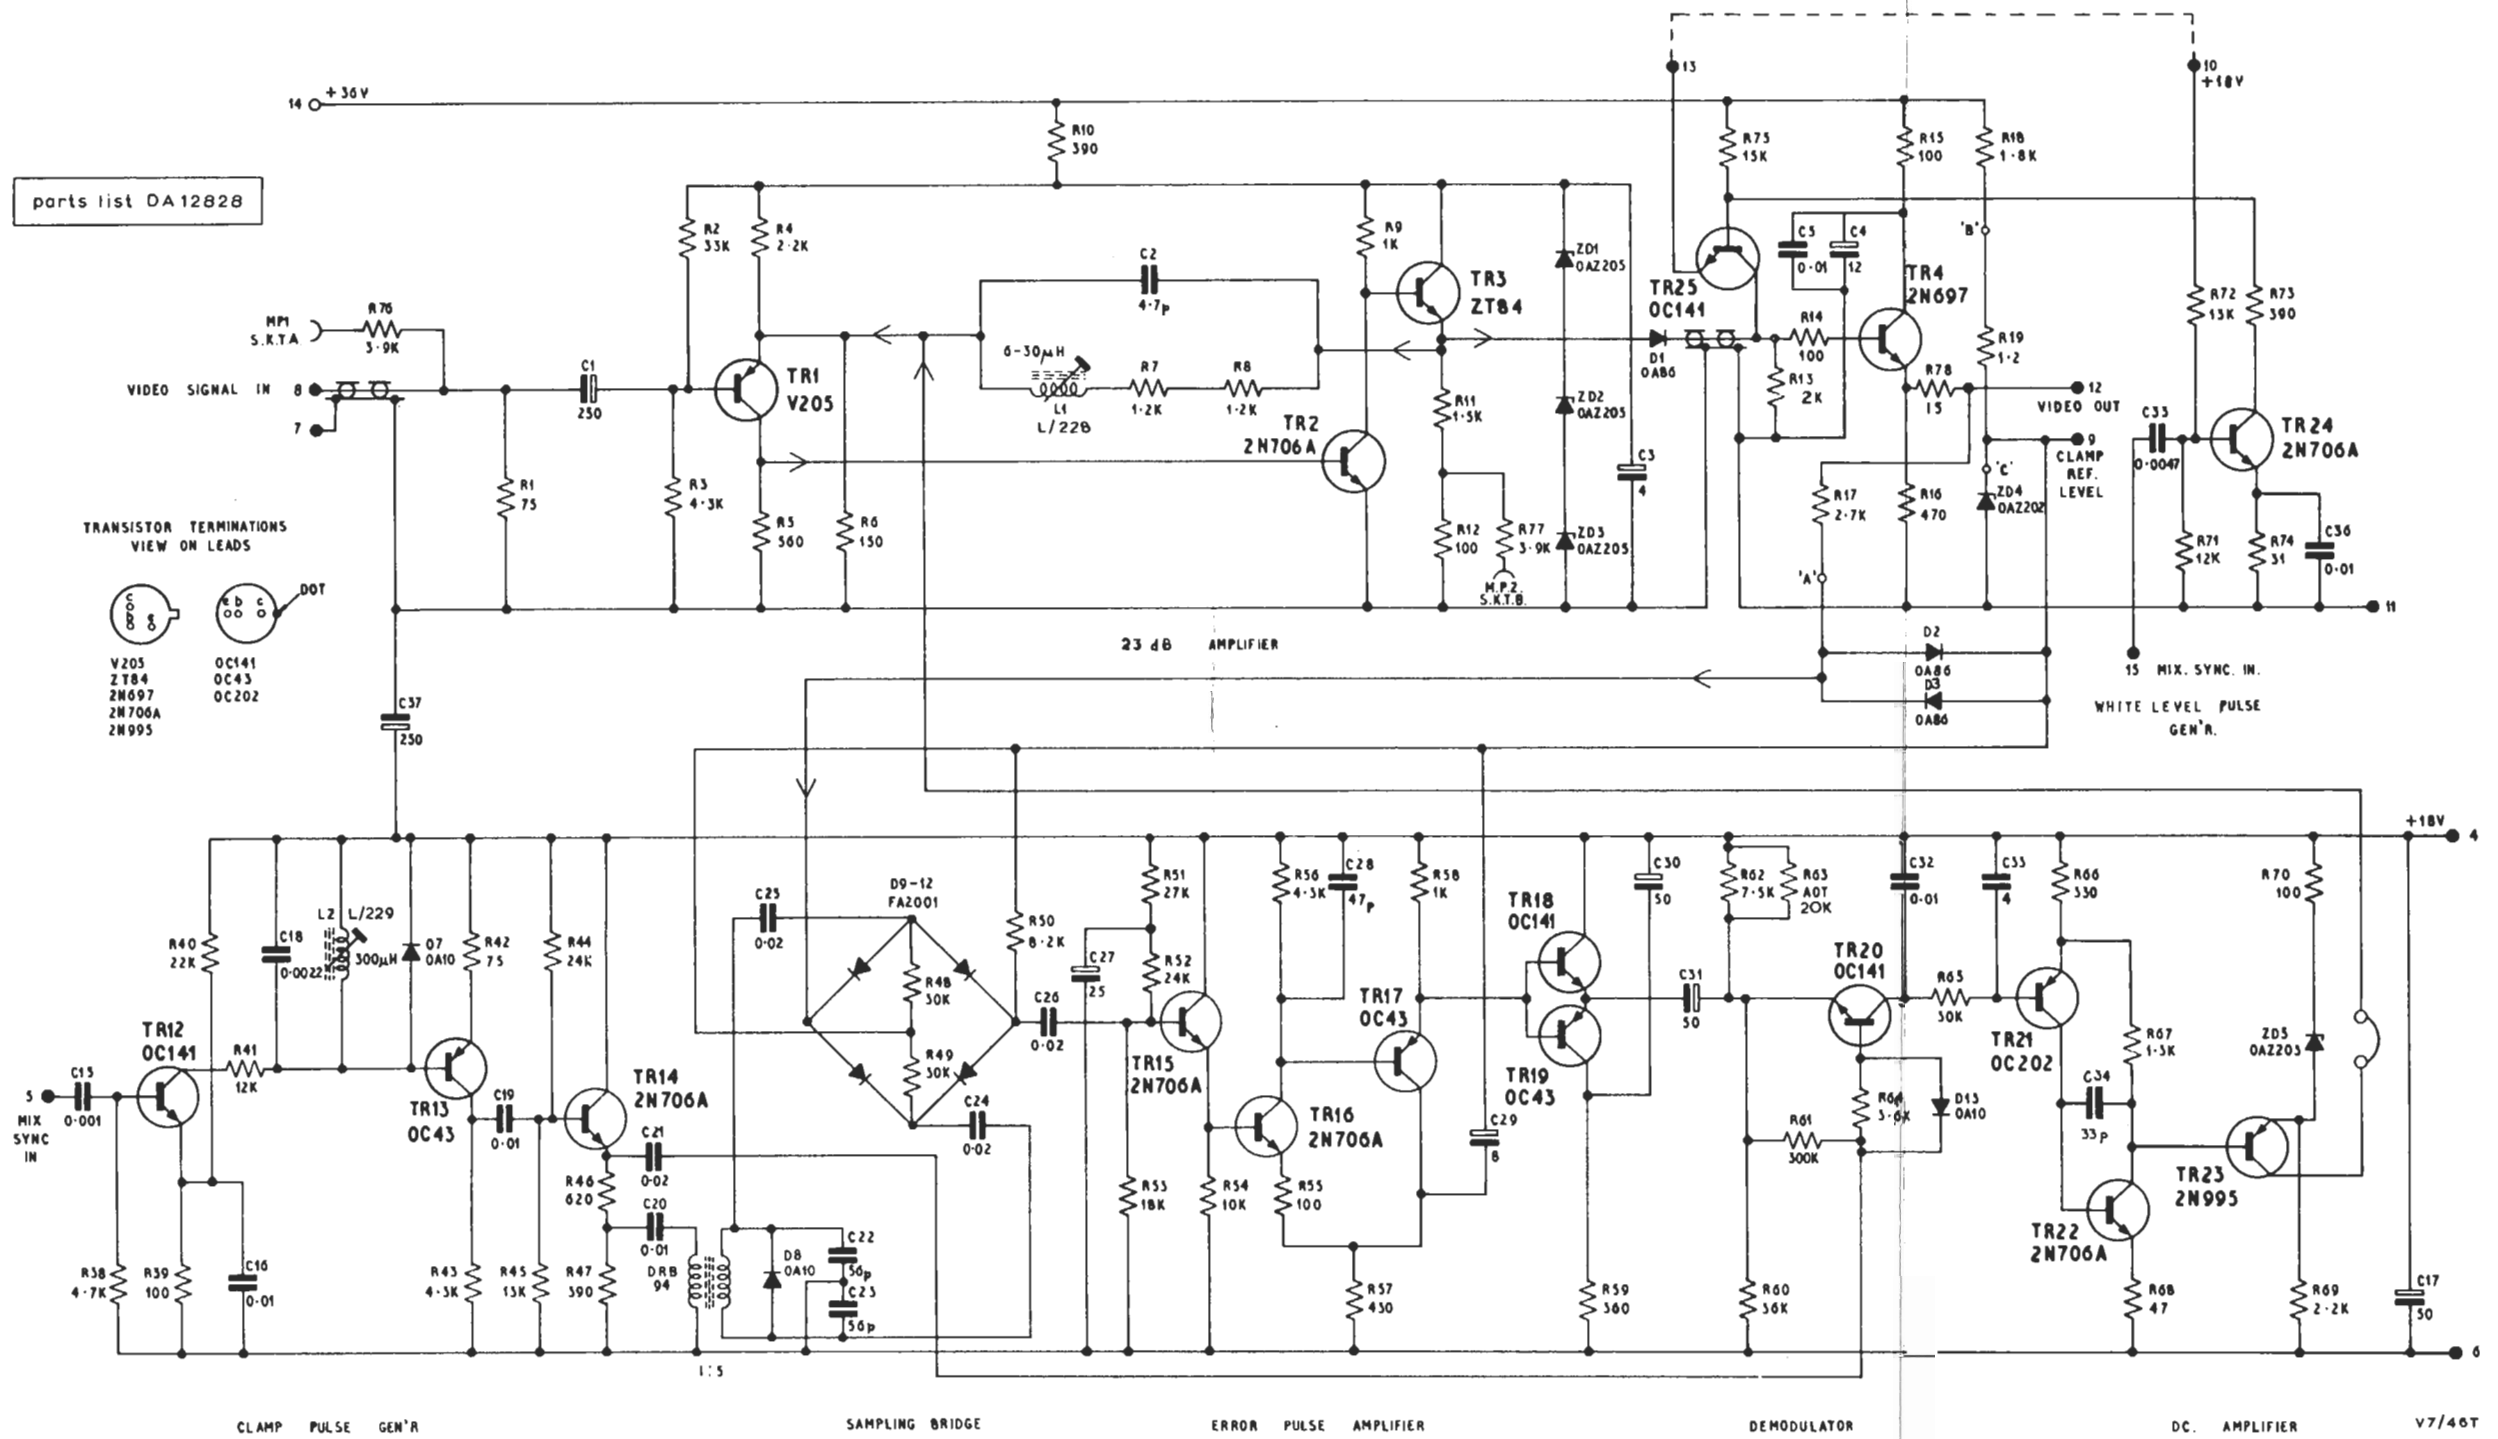 13
10
+18V
14
+36V
R10
390
R75
15K
R15
100
R18
1·8K
parts list DA12828
R2
33K
R4
2·2K
R9
1K
C2
4·7p
TR3
ZT84
ZD1
OAZ205
C5
0·01
C4
12
'B'
TR25
OC141
TR4
2N697
R72
13K
R73
390
MP1
S.K.T.A
R76
3·9K
6-30µH
L1
L/228
R7
1·2K
R8
1·2K
D1
OA86
R14
100
R13
2K
R19
1·2
R78
15
12
VIDEO OUT
VIDEO SIGNAL IN 8
7
C1
250
TR1
V205
R11
1·5K
ZD2
OAZ205
TR2
2N706A
9
CLAMP
REF.
LEVEL
C33
0·0047
TR24
2N706A
R1
75
R3
4·3K
R5
560
R6
150
R12
100
R77
3·9K
M.P.2.
S.K.T.B.
ZD3
OAZ205
C3
4
R17
2·7K
'A'
R16
470
'C'
ZD4
OAZ202
R71
12K
R74
51
C36
0·01
11
TRANSISTOR TERMINATIONS
VIEW ON LEADS
c
b
e
e b c
DOT
V205
ZT84
2N697
2N706A
2N995
OC141
OC43
OC202
23 dB AMPLIFIER
D2
OA86
D3
OA86
15 MIX. SYNC. IN.
WHITE LEVEL PULSE
GEN'R.
C37
250
+18V
4
R40
22K
C18
0·0022
L2
L/229
300µH
D7
OA10
R42
75
R44
24K
C25
0·02
D9-12
FA2001
R48
30K
R49
30K
R50
8·2K
C26
0·02
C27
25
R51
27K
R52
24K
R56
4·3K
C28
47p
R58
1K
TR18
OC141
C30
50
R62
7·5K
R63
AOT
20K
C32
0·01
C35
4
R66
330
R70
100
TR12
OC141
R41
12K
TR13
OC43
C19
0·01
TR14
2N706A
C24
0·02
TR15
2N706A
TR16
2N706A
TR17
OC43
TR19
OC43
C29
8
C31
50
TR20
OC141
R65
30K
TR21
OC202
R67
1·5K
ZD5
OAZ203
5
MIX
SYNC
IN
C15
0·001
C21
0·02
R46
620
C20
0·01
DRB
94
1:5
D8
OA10
C22
56p
C23
56p
R53
18K
R54
10K
R55
100
R57
430
R61
300K
R64
3·6K
D13
OA10
C34
33p
TR22
2N706A
TR23
2N995
R38
4·7K
R39
100
C16
0·01
R43
4·3K
R45
13K
R47
390
R59
360
R60
36K
R68
47
R69
2·2K
C17
50
6
CLAMP PULSE GEN'R
SAMPLING BRIDGE
ERROR PULSE AMPLIFIER
DEMODULATOR
DC. AMPLIFIER
V7/46T